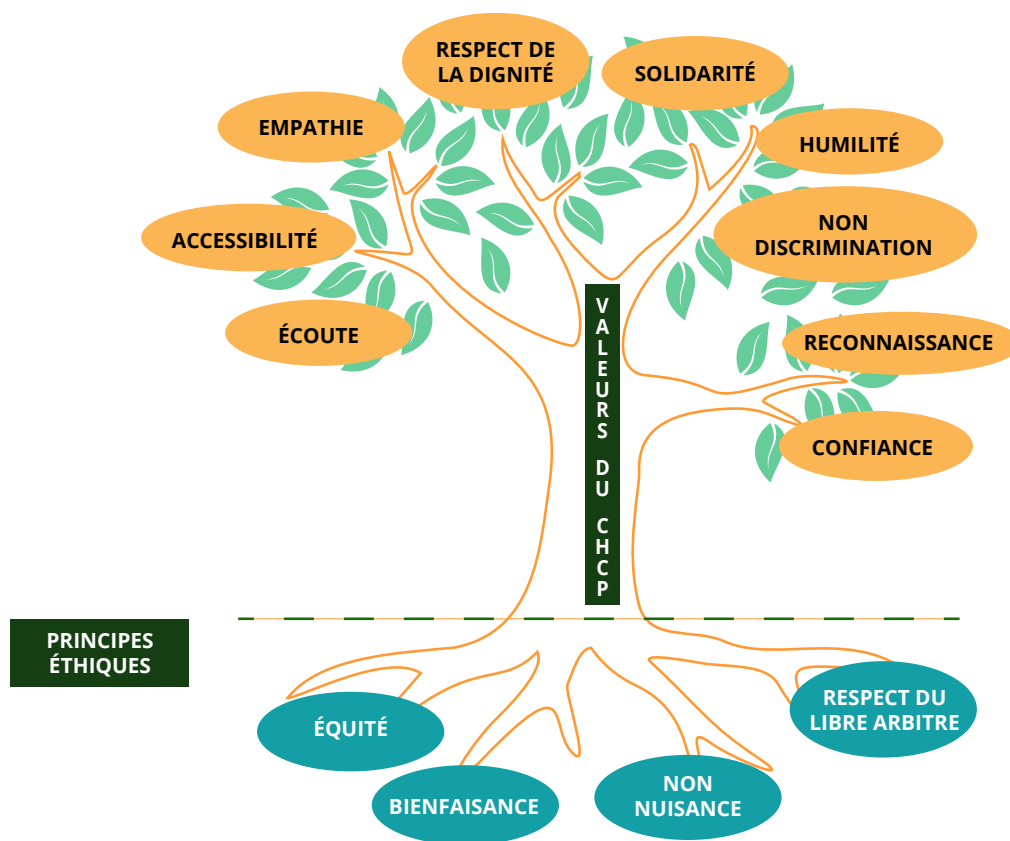 RESPECT DE
LA DIGNITÉ
SOLIDARITÉ
EMPATHIE
HUMILITÉ
ACCESSIBILITÉ
NON
DISCRIMINATION
ÉCOUTE
RECONNAISSANCE
CONFIANCE
VALEURS DU CHCP
PRINCIPES
ÉTHIQUES
ÉQUITÉ
RESPECT DU
LIBRE ARBITRE
BIENFAISANCE
NON
NUISANCE